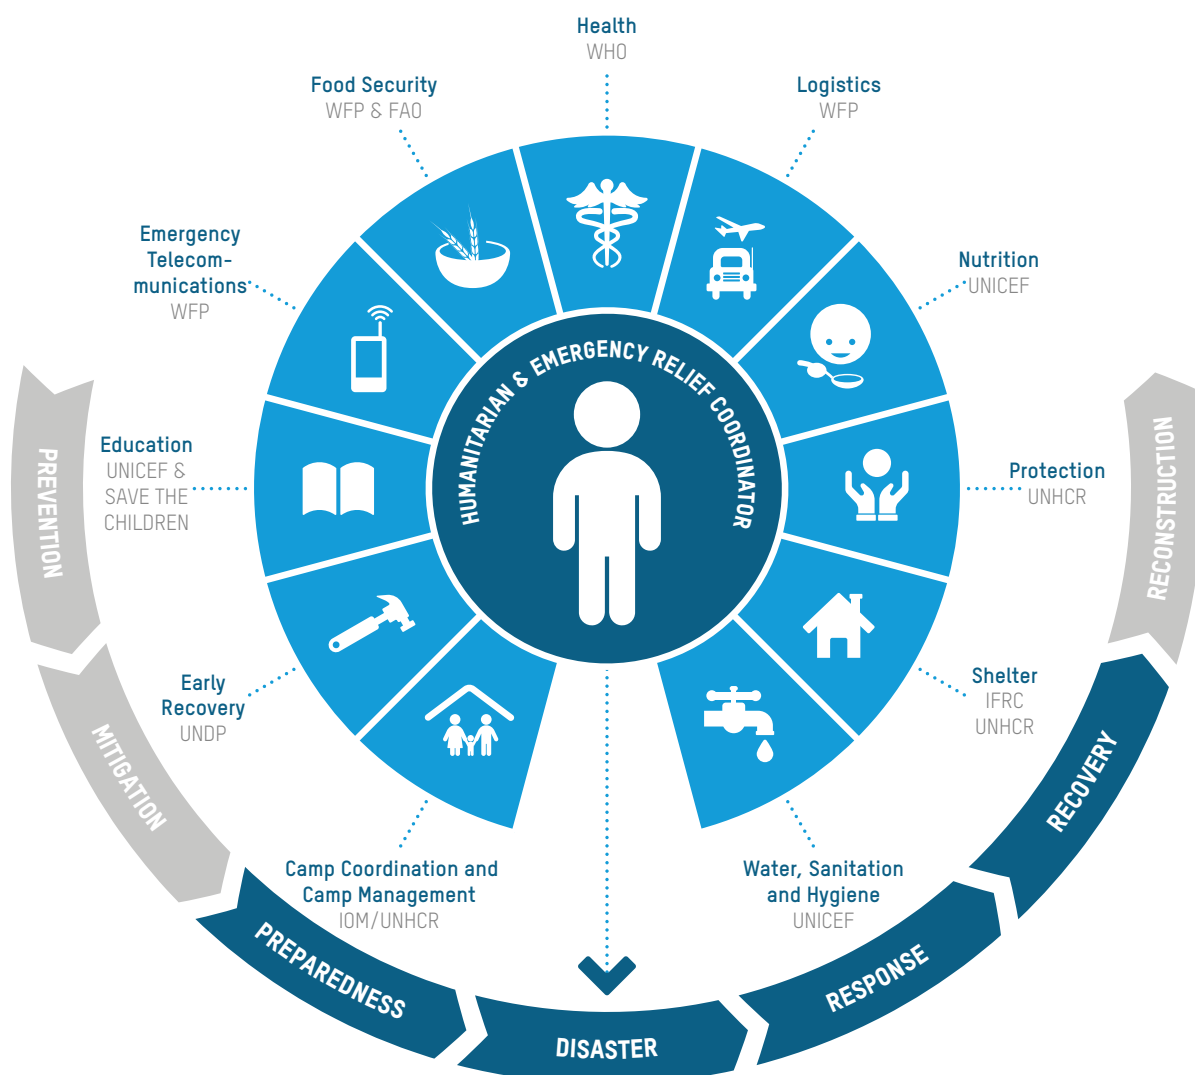 Health
WHO
Food Security
WFP & FAO
Logistics
WFP
Emergency
Telecom-
munications
WFP
Nutrition
UNICEF
HUMANITARIAN & EMERGENCY RELIEF COORDINATOR
Education
UNICEF &
SAVE THE
CHILDREN
Protection
UNHCR
Early
Recovery
UNDP
Shelter
IFRC
UNHCR
Camp Coordination and
Camp Management
IOM/UNHCR
Water, Sanitation
and Hygiene
UNICEF
PREVENTION
MITIGATION
PREPAREDNESS
DISASTER
RESPONSE
RECOVERY
RECONSTRUCTION